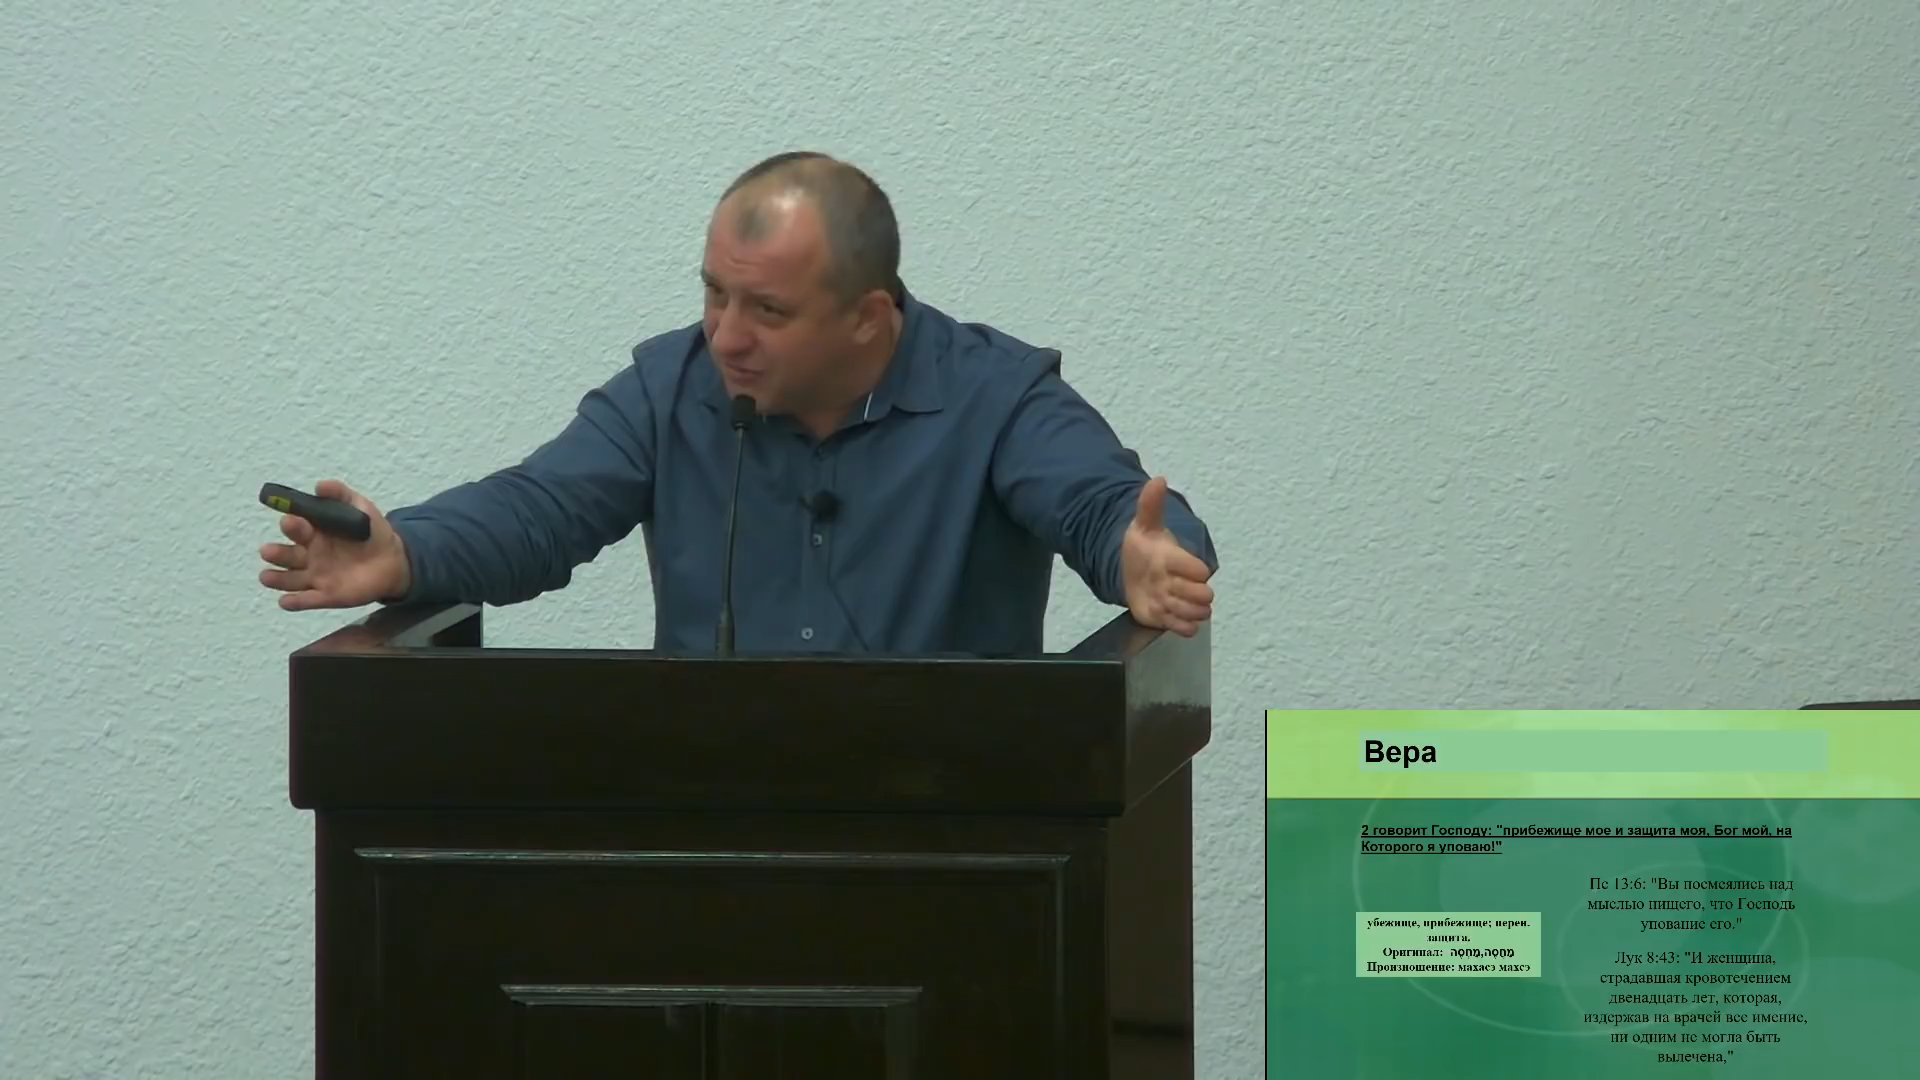 Вера
2 говорит Господу: "прибежище мое и защита моя, Бог мой, на
Которого я уповаю!"
Пс 13:6: "Вы посмеялись над
мыслью нищего, что Господь
упование его."
убежище, прибежище; перен.
защита.
Оригинал: מַחֲסֶה,מַחְסֶה
Произношение: махасэ махсэ
Лук 8:43: "И женщина,
страдавшая кровотечением
двенадцать лет, которая,
издержав на врачей все имение,
ни одним не могла быть
вылечена,"